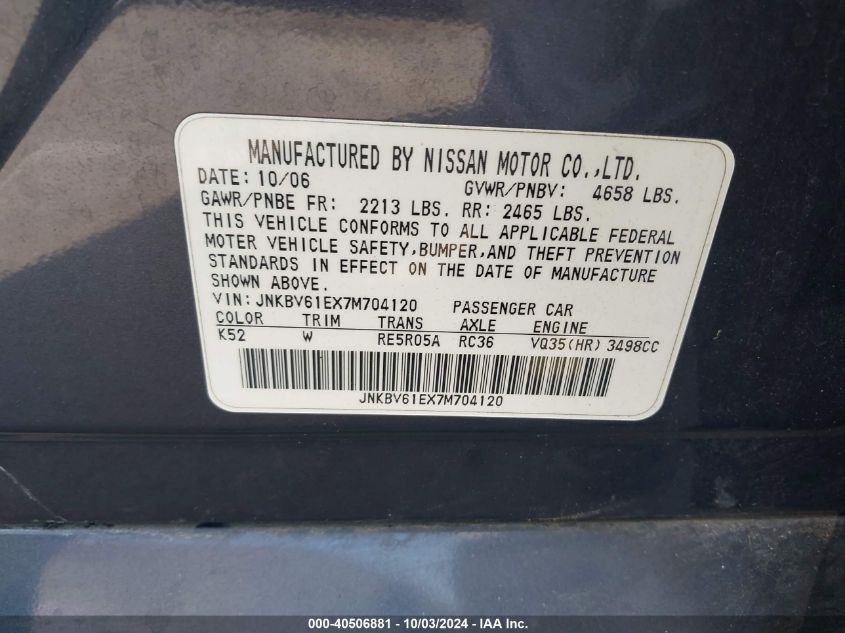 MANUFACTURED BY NISSAN MOTOR CO.,LTD.
DATE: 10/06 GVWR/PNBV: 4658 LBS.
GAWR/PNBE FR: 2213 LBS. RR: 2465 LBS.
THIS VEHICLE CONFORMS TO ALL APPLICABLE FEDERAL
MOTER VEHICLE SAFETY,BUMPER,AND THEFT PREVENTION
STANDARDS IN EFFECT ON THE DATE OF MANUFACTURE
SHOWN ABOVE.
VIN: JNKBV61EX7M704120 PASSENGER CAR
COLOR TRIM TRANS AXLE ENGINE
K52 W RE5R05A RC36 VQ35(HR) 3498CC
JNKBV61EX7M704120
000-40506881 - 10/03/2024 - IAA Inc.